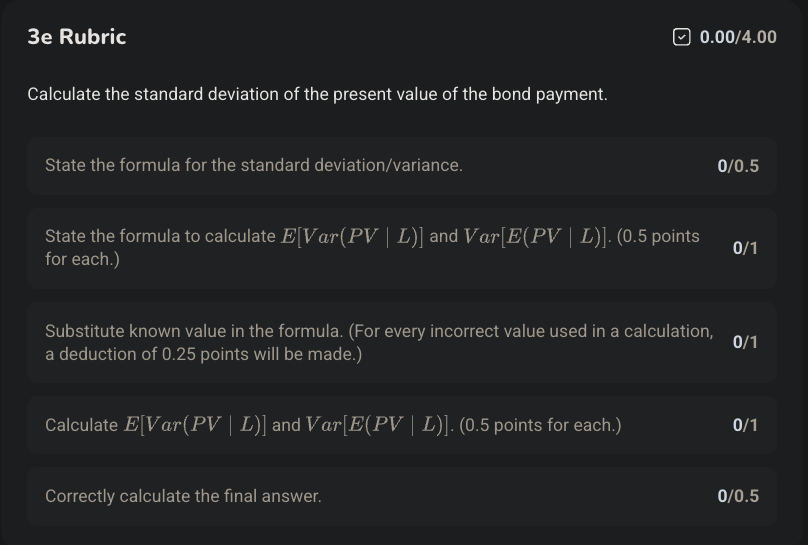 3e Rubric 0.00/4.00
Calculate the standard deviation of the present value of the bond payment.
State the formula for the standard deviation/variance. 0/0.5
State the formula to calculate E[Var(PV | L)] and Var[E(PV | L)]. (0.5 points
for each.) 0/1
Substitute known value in the formula. (For every incorrect value used in a calculation,
a deduction of 0.25 points will be made.) 0/1
Calculate E[Var(PV | L)] and Var[E(PV | L)]. (0.5 points for each.) 0/1
Correctly calculate the final answer. 0/0.5